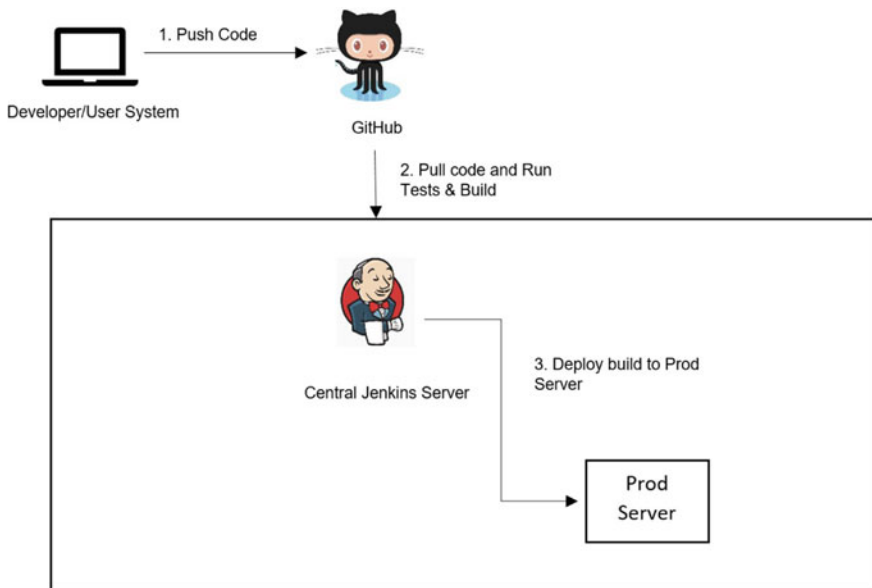 1. Push Code
Developer/User System
GitHub
2. Pull code and Run
Tests & Build
Central Jenkins Server
3. Deploy build to Prod
Server
Prod
Server